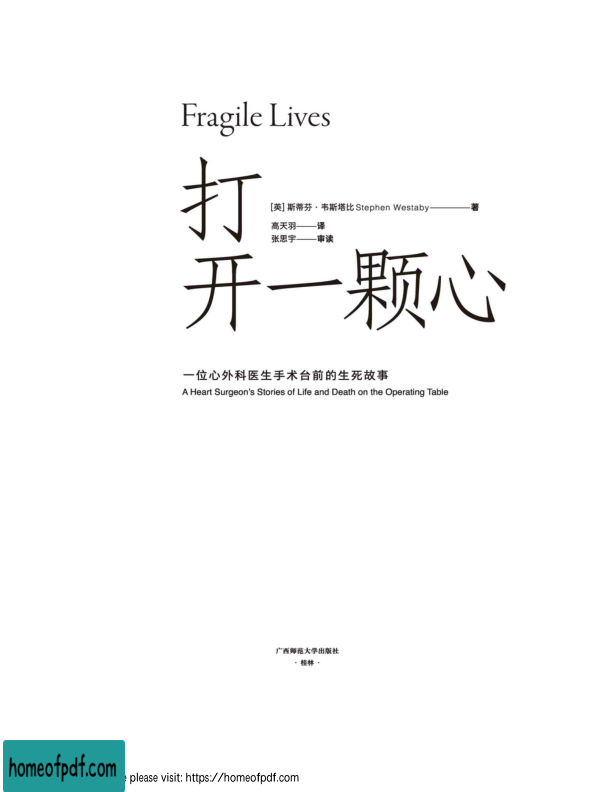 Fragile Lives
打
[英] 斯蒂芬·韦斯塔比 Stephen Westaby————著
高天羽——译
张思宇——审读
开一颗心
一位心外科医生手术台前的生死故事
A Heart Surgeon's Stories of Life and Death on the Operating Table
广西师范大学出版社
·桂林·
homeofpdf.com
please visit: https://homeofpdf.com